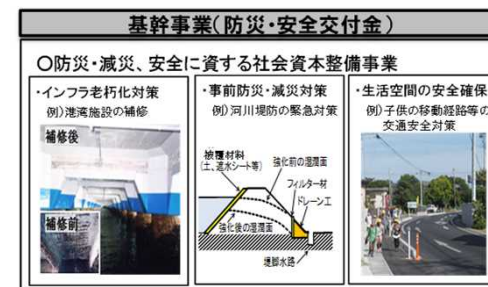 基幹事業(防災・安全交付金)
〇防災・減災、安全に資する社会資本整備事業
・インフラ老朽化対策
例)港湾施設の補修
補修後
補修前
・事前防災・減災対策
例)河川堤防の緊急対策
被覆材料
(土、遮水シート等)
強化前の湿潤面
フィルター材
ドレーン工
強化後の湿潤面
堤脚水路
・生活空間の安全確保
例)子供の移動経路等の
交通安全対策